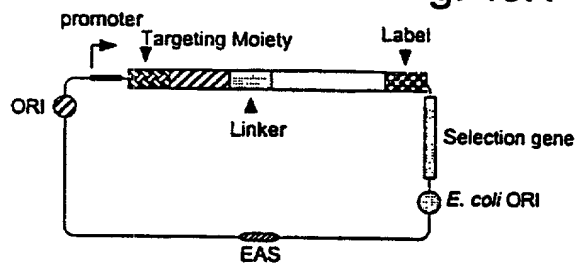 promoter
Targeting Moiety
Label
ORI
Linker
Selection gene
E. coli ORI
EAS